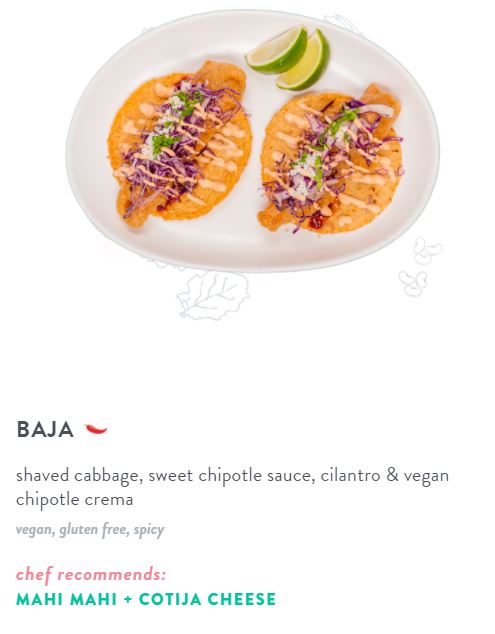 BAJA
shaved cabbage, sweet chipotle sauce, cilantro & vegan
chipotle crema
vegan, gluten free, spicy
chef recommends:
MAHI MAHI + COTIJA CHEESE